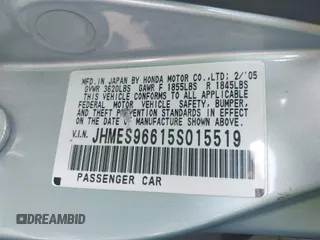 MFD. IN JAPAN BY HONDA MOTOR CO.,LTD; 2/'05
GVWR 3620LBS GAWR F 1855LBS R 1845LBS
THIS VEHICLE CONFORMS TO ALL APPLICABLE
FEDERAL MOTOR VEHICLE SAFETY, BUMPER,
AND THEFT PREVENTION STANDARDS
IN EFFECT ON THE DATE OF
MANUFACTURE SHOWN ABOVE.
V.I.N. JHMES96615S015519
PASSENGER CAR
DREAMBID